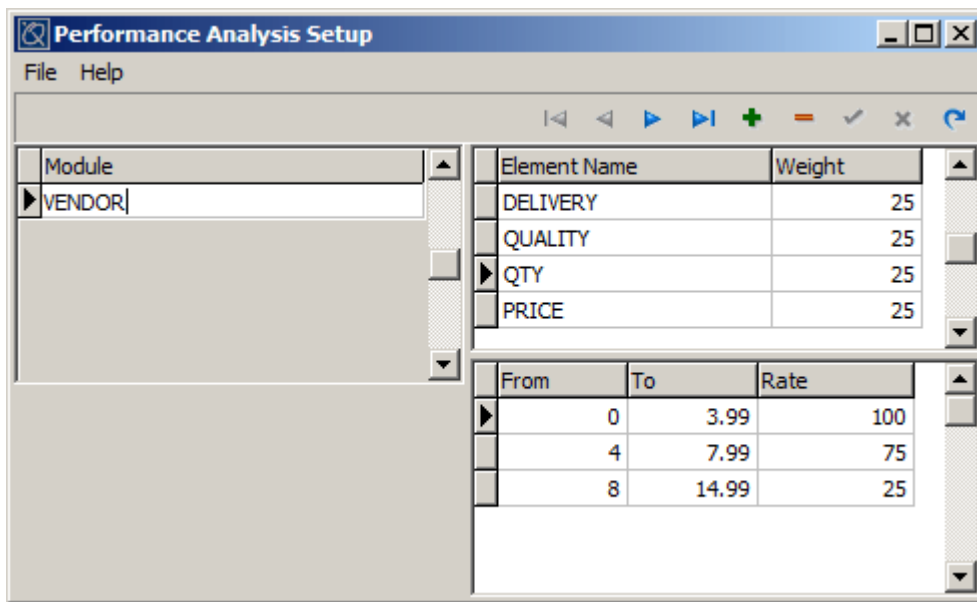 Performance Analysis Setup
File Help
Module
VENDOR
Element Name Weight
DELIVERY 25
QUALITY 25
QTY 25
PRICE 25
From To Rate
0 3.99 100
4 7.99 75
8 14.99 25